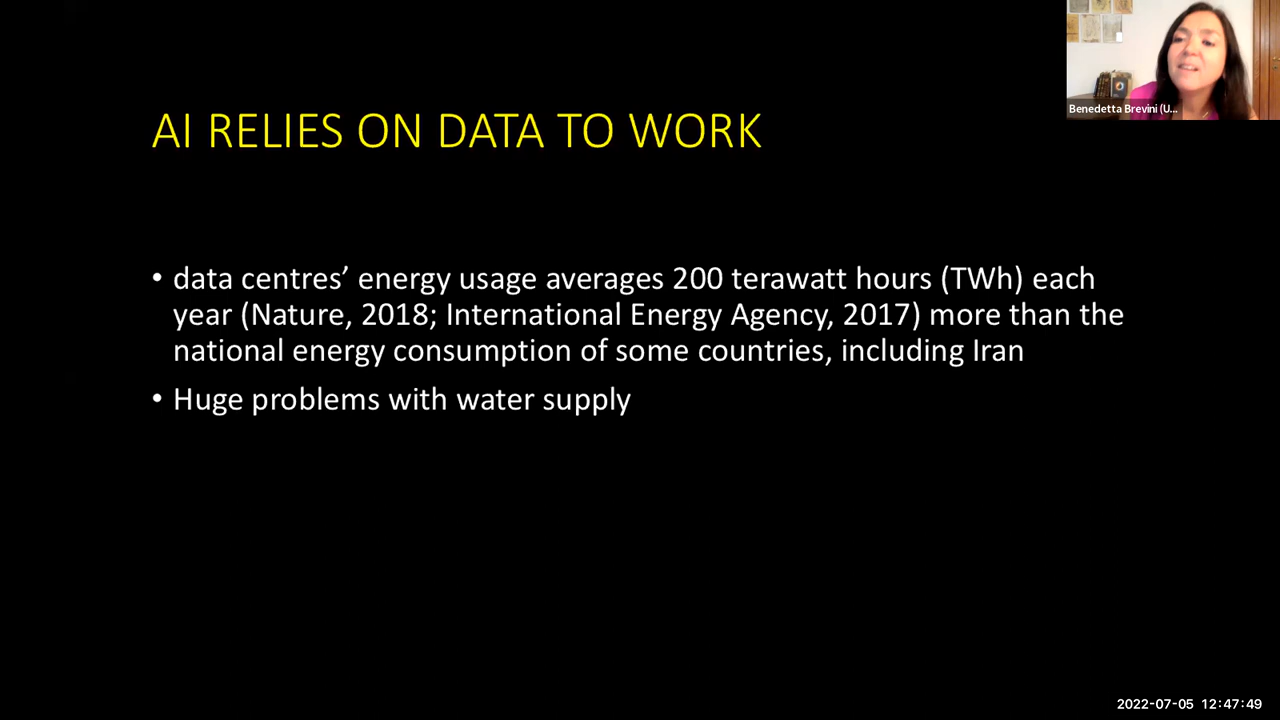 Benedetta Brevini (U...
AI RELIES ON DATA TO WORK
• data centres’ energy usage averages 200 terawatt hours (TWh) each
year (Nature, 2018; International Energy Agency, 2017) more than the
national energy consumption of some countries, including Iran
• Huge problems with water supply
2022-07-05 12:47:49